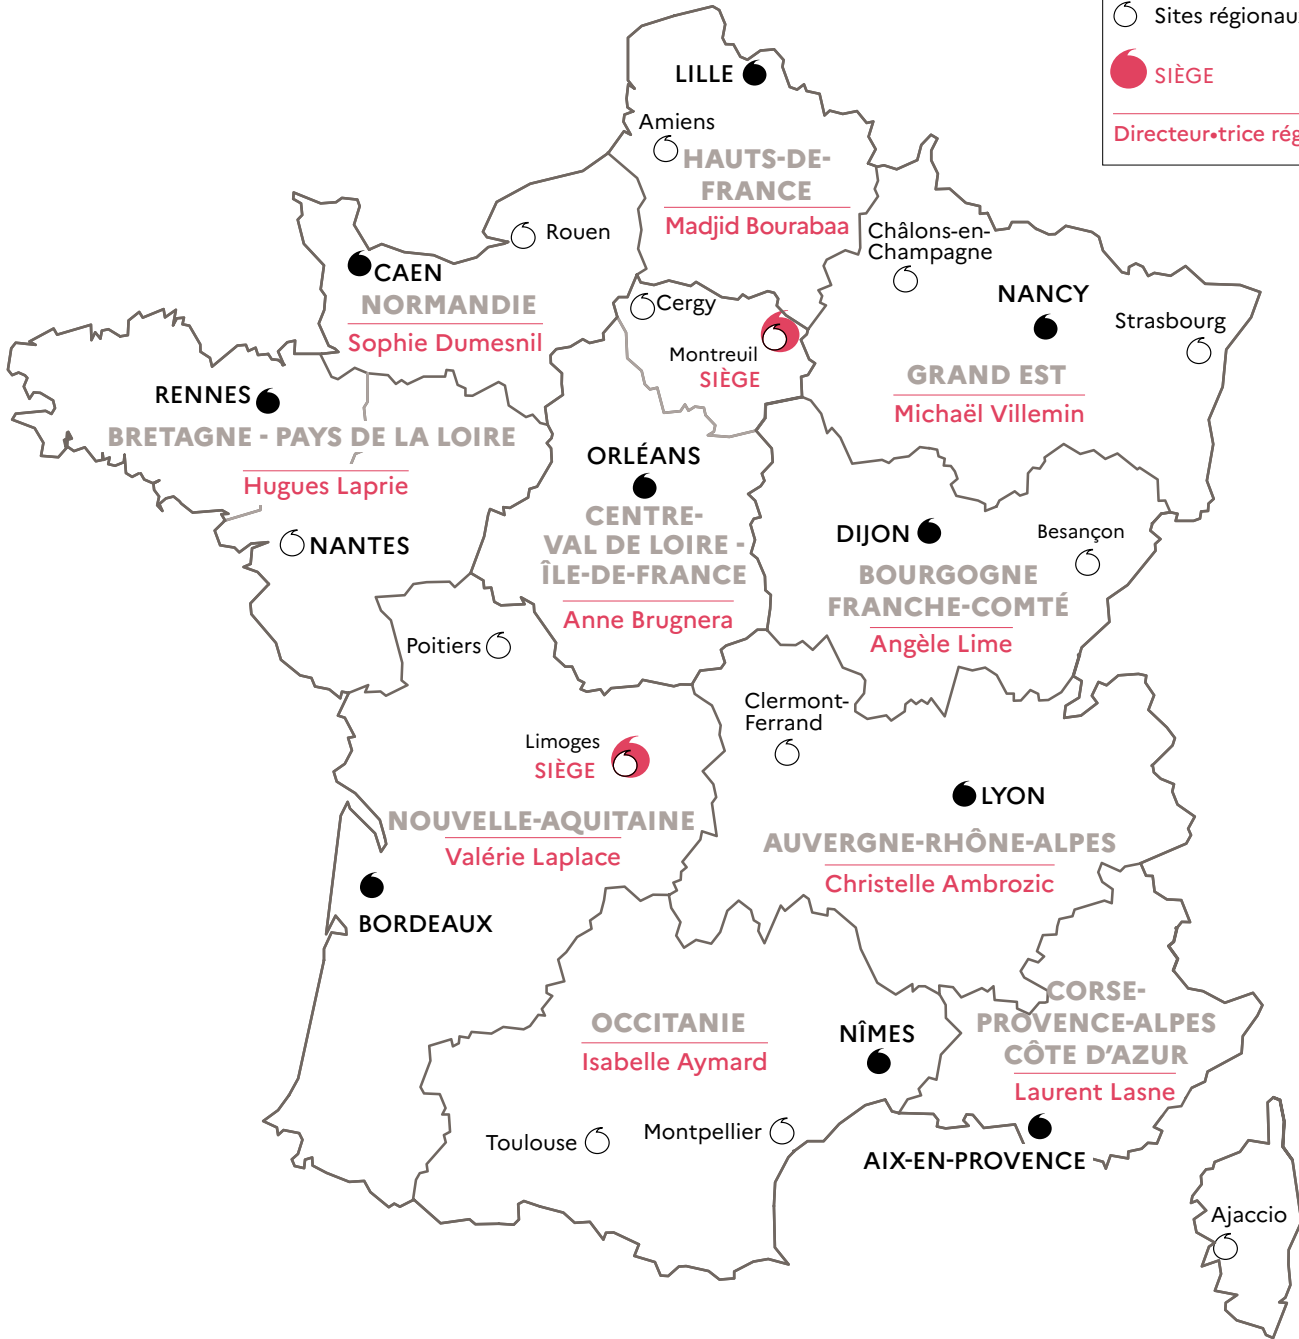 Sites régionaux
SIÈGE
Directeur•trice rég
LILLE
Amiens
HAUTS-DE-
FRANCE
Madjid Bourabaa
Rouen
CAEN
NORMANDIE
Sophie Dumesnil
Châlons-en-
Champagne
NANCY
Strasbourg
GRAND EST
Michaël Villemin
Cergy
Montreuil
SIÈGE
RENNES
BRETAGNE - PAYS DE LA LOIRE
Hugues Laprie
NANTES
ORLÉANS
CENTRE-
VAL DE LOIRE -
ÎLE-DE-FRANCE
Anne Brugnera
DIJON
Besançon
BOURGOGNE
FRANCHE-COMTÉ
Angèle Lime
Poitiers
Limoges
SIÈGE
NOUVELLE-AQUITAINE
Valérie Laplace
BORDEAUX
Clermont-
Ferrand
LYON
AUVERGNE-RHÔNE-ALPES
Christelle Ambrozic
OCCITANIE
Isabelle Aymard
NÎMES
Toulouse
Montpellier
CORSE-
PROVENCE-ALPES
CÔTE D'AZUR
Laurent Lasne
AIX-EN-PROVENCE
Ajaccio